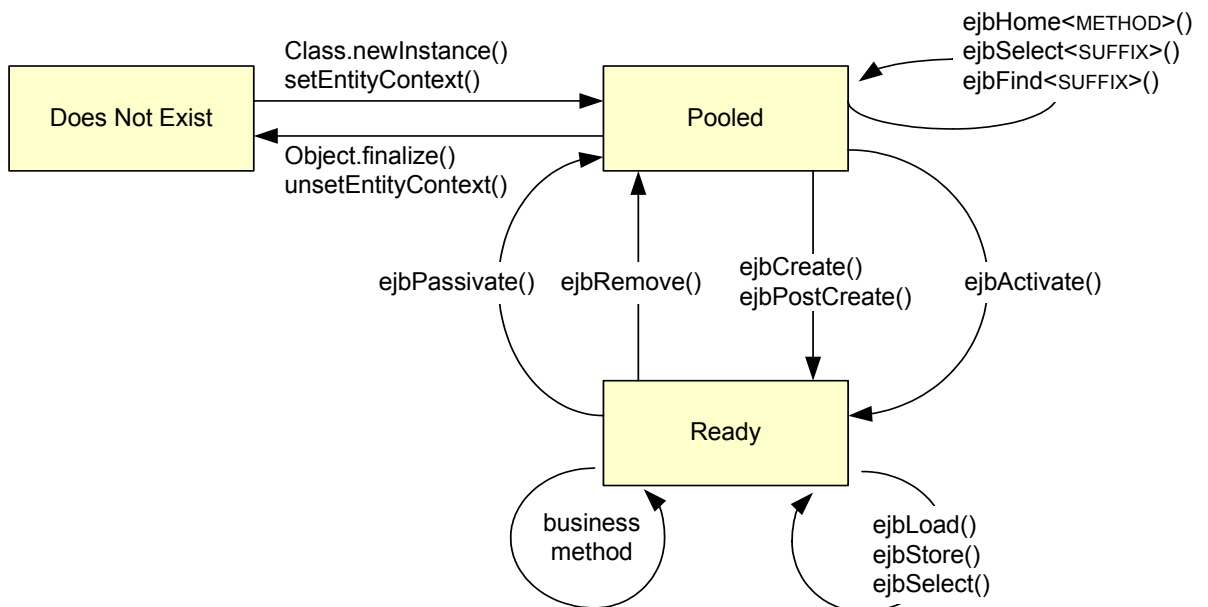 ejbHome<METHOD>()
ejbSelect<SUFFIX>()
ejbFind<SUFFIX>()
Class.newInstance()
setEntityContext()
Does Not Exist
Pooled
Object.finalize()
unsetEntityContext()
ejbPassivate()
ejbRemove()
ejbCreate()
ejbPostCreate()
ejbActivate()
Ready
business
method
ejbLoad()
ejbStore()
ejbSelect()